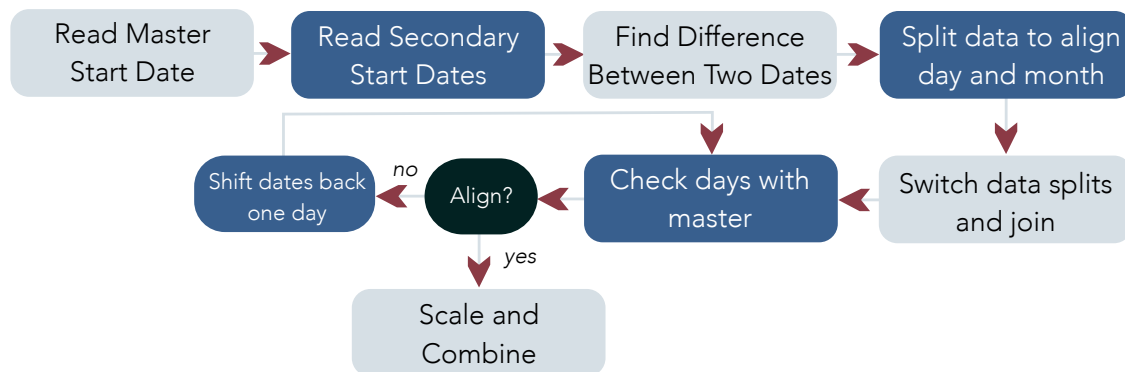 Read Master
Start Date
Read Secondary
Start Dates
Find Difference
Between Two Dates
Split data to align
day and month
Switch data splits
and join
Check days with
master
Align?
no
Shift dates back
one day
yes
Scale and
Combine